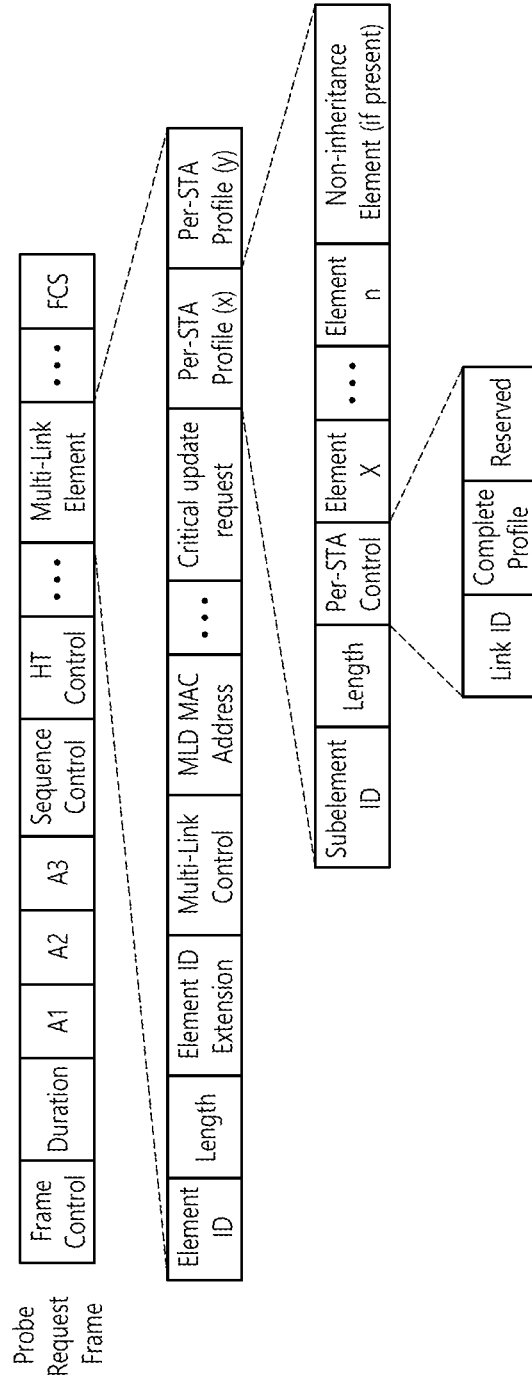 Probe
Request
Frame
Frame
Control
Duration
A1
A2
A3
Sequence
Control
HT
Control
•••
Multi-Link
Element
•••
FCS
Element
ID
Length
Element ID
Extension
Multi-Link
Control
MLD MAC
Address
•••
Critical update
request
Per-STA
Profile (x)
Per-STA
Profile (y)
Subelement
ID
Length
Per-STA
Control
Element
X
•••
Element
n
Non-inheritance
Element (if present)
Link ID
Complete
Profile
Reserved